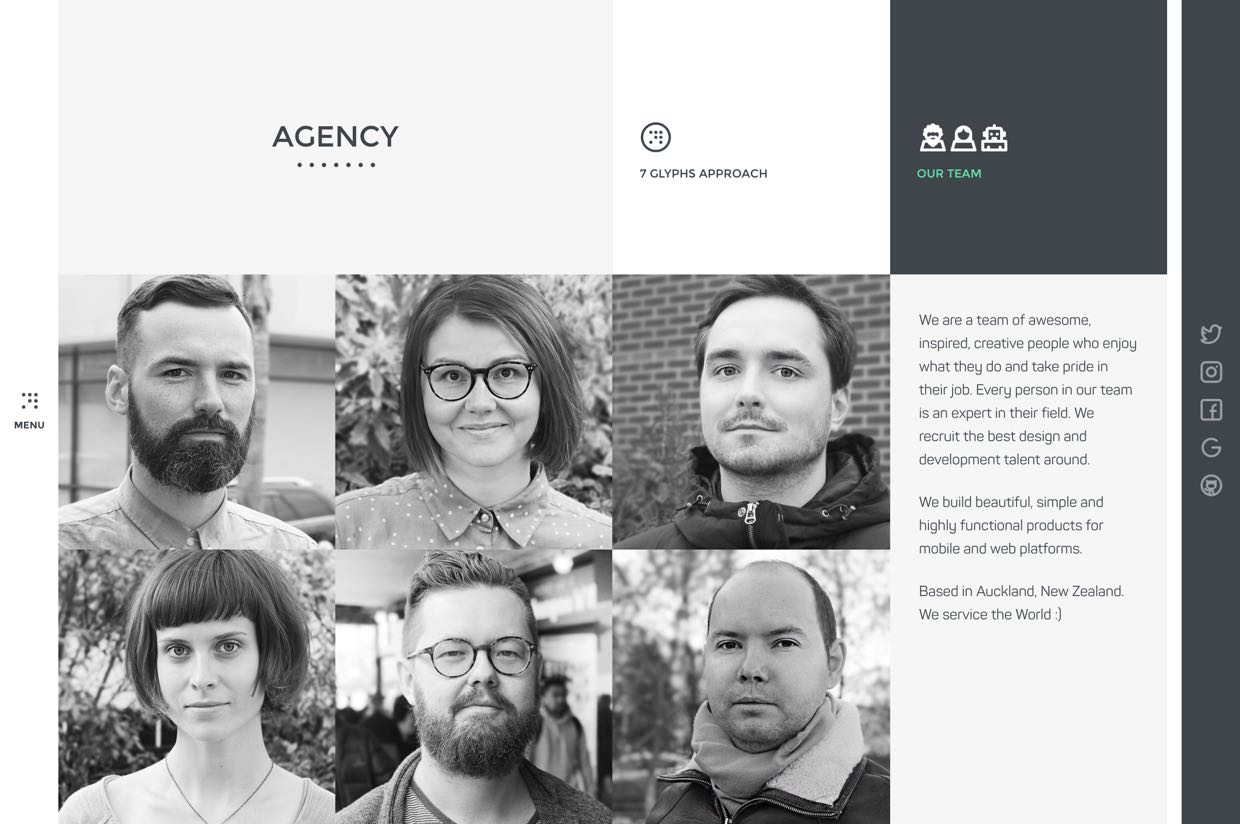 AGENCY
7 GLYPHS APPROACH
OUR TEAM
MENU
We are a team of awesome,
inspired, creative people who enjoy
what they do and take pride in
their job. Every person in our team
is an expert in their field. We
recruit the best design and
development talent around.
We build beautiful, simple and
highly functional products for
mobile and web platforms.
Based in Auckland, New Zealand.
We service the World :)